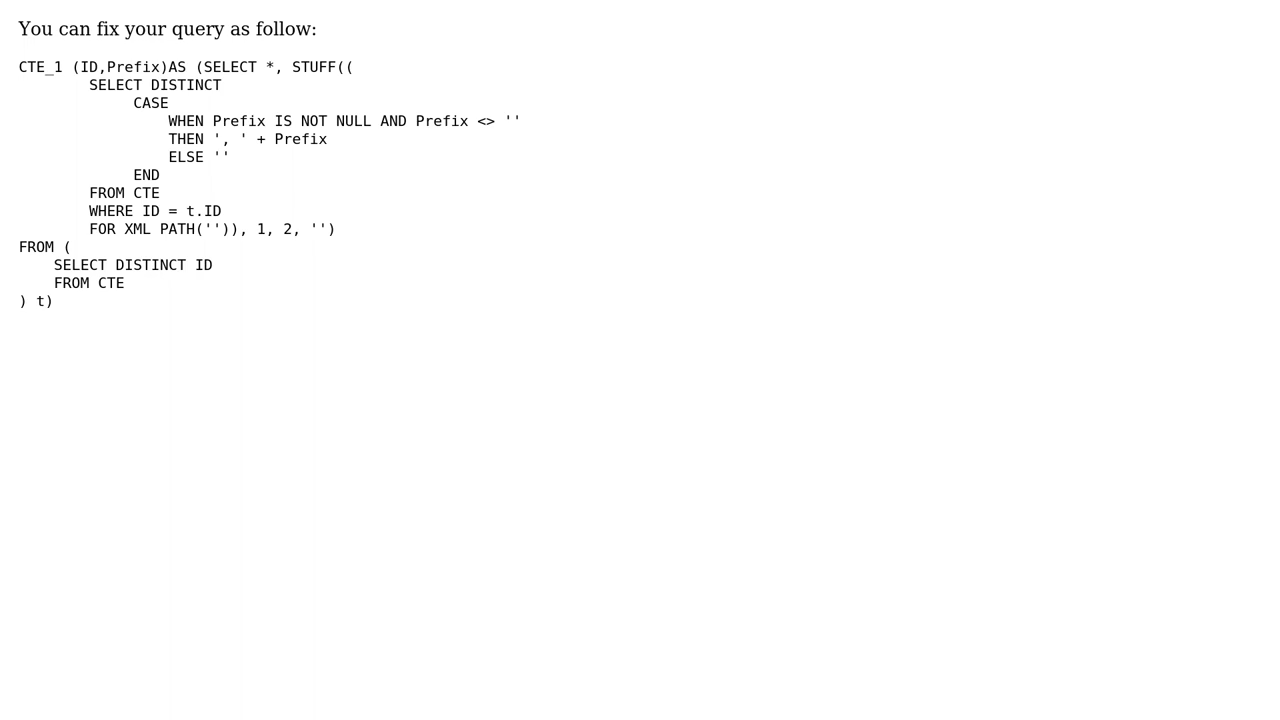 You can fix your query as follow:
CTE_1 (ID,Prefix)AS (SELECT *, STUFF((
        SELECT DISTINCT
             CASE
                 WHEN Prefix IS NOT NULL AND Prefix <> ''
                 THEN ', ' + Prefix
                 ELSE ''
             END
        FROM CTE
        WHERE ID = t.ID
        FOR XML PATH('')), 1, 2, '')
FROM (
    SELECT DISTINCT ID
    FROM CTE
) t)